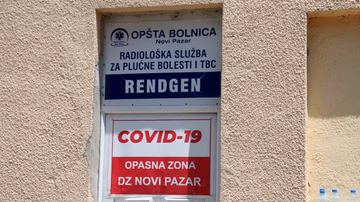 OPŠTA BOLNICA
Novi Pazar
RADIOLOŠKA SLUŽBA
ZA PLUĆNE BOLESTI I TBC
RENDGEN
COVID-19
OPASNA ZONA
DZ NOVI PAZAR